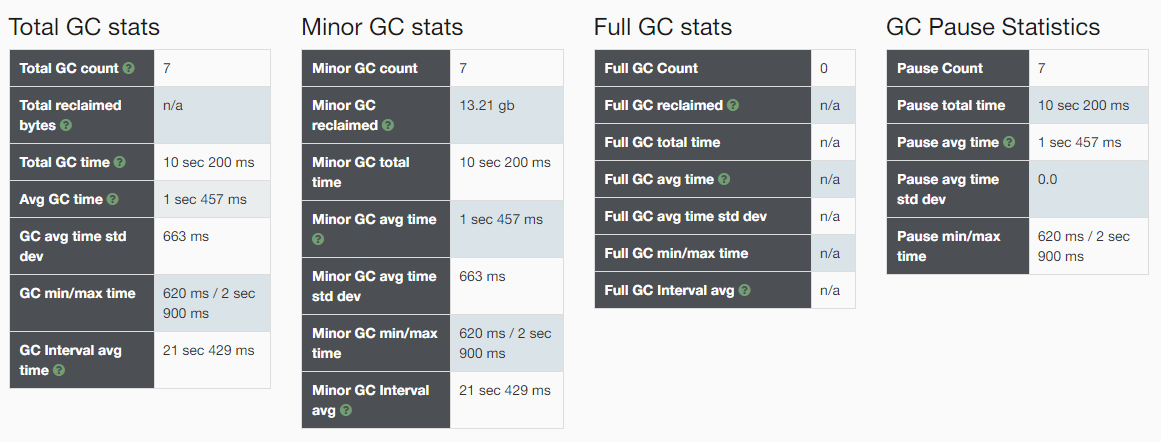 Total GC stats
Total GC count 7
Total reclaimed bytes n/a
Total GC time 10 sec 200 ms
Avg GC time 1 sec 457 ms
GC avg time std dev 663 ms
GC min/max time 620 ms / 2 sec 900 ms
GC Interval avg time 21 sec 429 ms
Minor GC stats
Minor GC count 7
Minor GC reclaimed 13.21 gb
Minor GC total time 10 sec 200 ms
Minor GC avg time 1 sec 457 ms
Minor GC avg time std dev 663 ms
Minor GC min/max time 620 ms / 2 sec 900 ms
Minor GC Interval avg 21 sec 429 ms
Full GC stats
Full GC Count 0
Full GC reclaimed n/a
Full GC total time n/a
Full GC avg time n/a
Full GC avg time std dev n/a
Full GC min/max time n/a
Full GC Interval avg n/a
GC Pause Statistics
Pause Count 7
Pause total time 10 sec 200 ms
Pause avg time 1 sec 457 ms
Pause avg time std dev 0.0
Pause min/max time 620 ms / 2 sec 900 ms